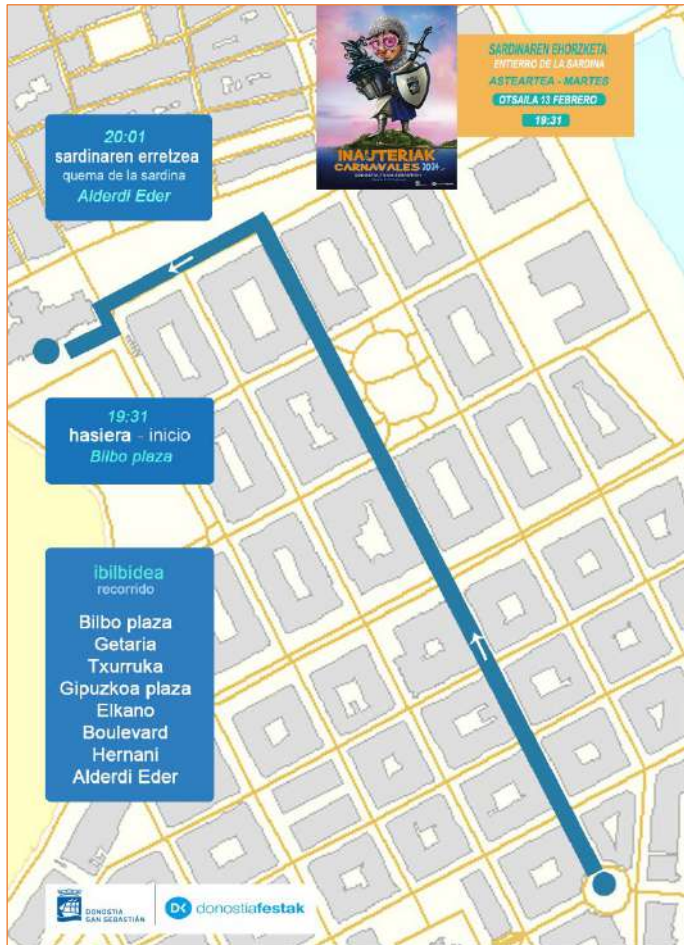 SARDINAREN EHORZKETA
ENTIERRO DE LA SARDINA
ASTEARTEA - MARTES
OTSAILA 13 FEBRERO
19:31
INAUTERIAK
CARNAVALES 2024
20:01
sardinaren erretzea
quema de la sardina
Alderdi Eder
19:31
hasiera - inicio
Bilbo plaza
ibilbidea
recorrido
Bilbo plaza
Getaria
Txurruka
Gipuzkoa plaza
Elkano
Boulevard
Hernani
Alderdi Eder
DONOSTIA
SAN SEBASTIÁN
DK donostiafestak